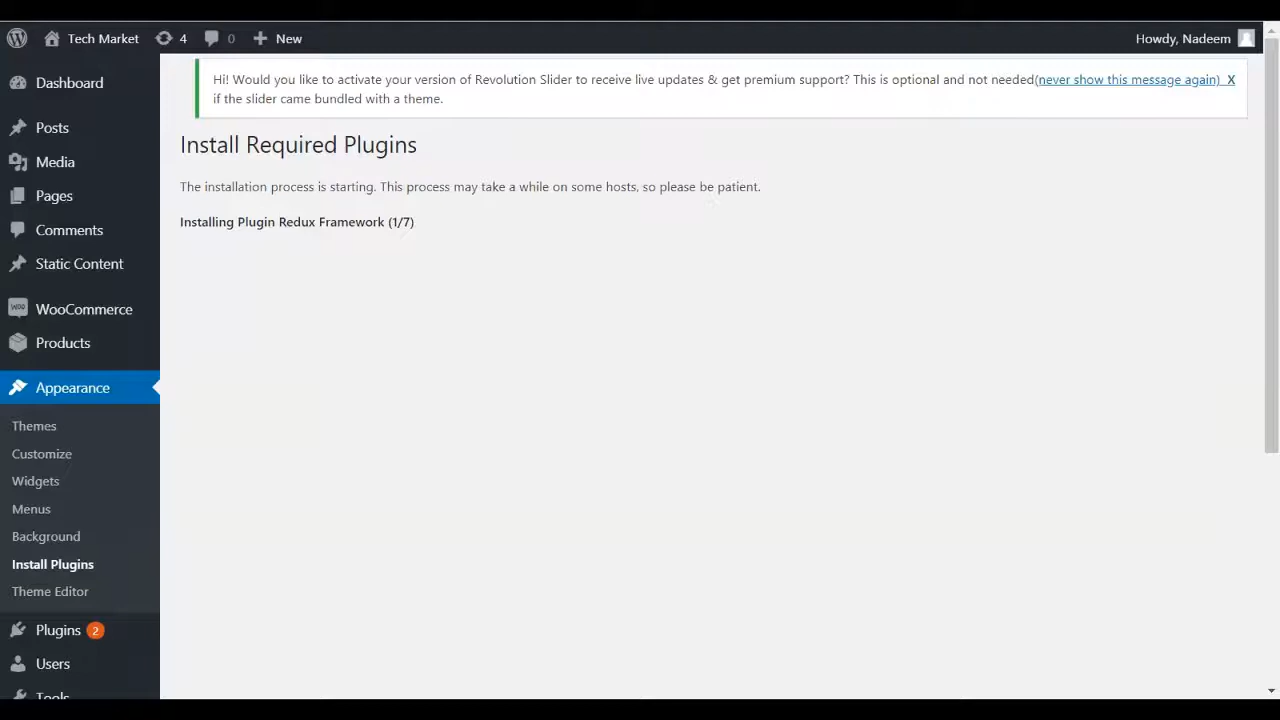 Tech Market
4
0
New
Howdy, Nadeem
Dashboard
Posts
Media
Pages
Comments
Static Content
WOO
WooCommerce
Products
Appearance
Themes
Customize
Widgets
Menus
Background
Install Plugins
Theme Editor
Plugins 2
Users
Tools
Hi! Would you like to activate your version of Revolution Slider to receive live updates & get premium support? This is optional and not needed(never show this message again) X
if the slider came bundled with a theme.
Install Required Plugins
The installation process is starting. This process may take a while on some hosts, so please be patient.
Installing Plugin Redux Framework (1/7)